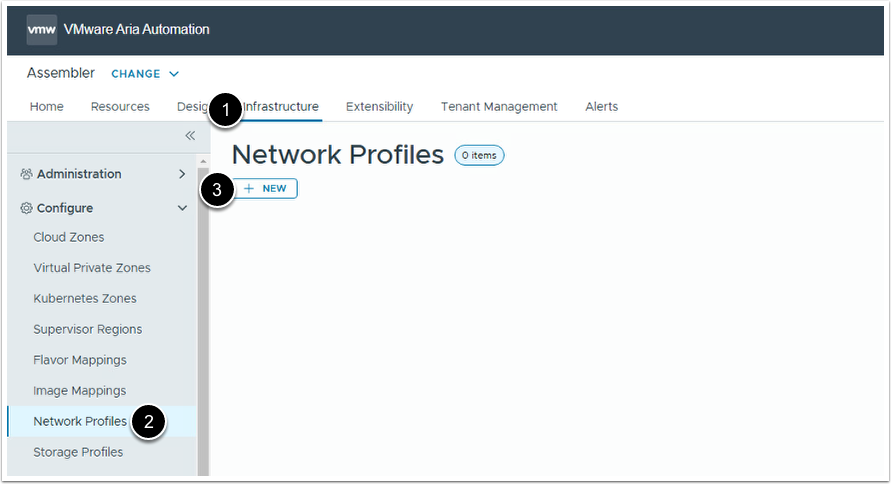 vmw VMware Aria Automation
Assembler CHANGE
Home Resources Desig 1 Infrastructure Extensibility Tenant Management Alerts
Network Profiles 0 items
Administration
3 + NEW
Configure
Cloud Zones
Virtual Private Zones
Kubernetes Zones
Supervisor Regions
Flavor Mappings
Image Mappings
Network Profiles 2
Storage Profiles